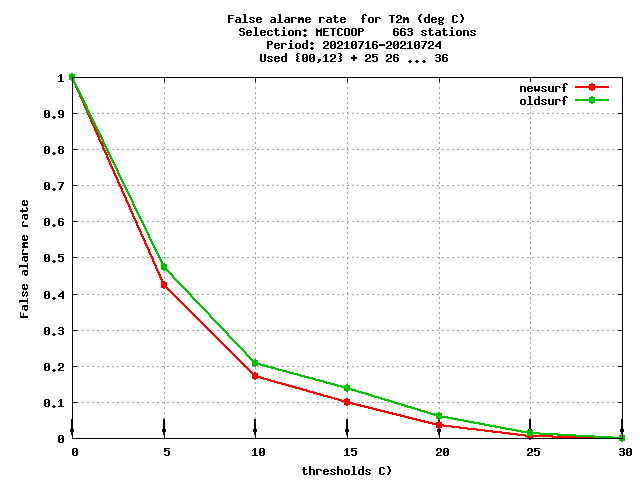 False alarme rate  for T2m (deg C)
Selection: METCOOP    663 stations
Period: 20210716-20210724
Used {00,12} + 25 26 ... 36
newsurf
oldsurf
1
0.9
0.8
0.7
0.6
0.5
0.4
0.3
0.2
0.1
0
False alarme rate
0 5 10 15 20 25 30
thresholds C)